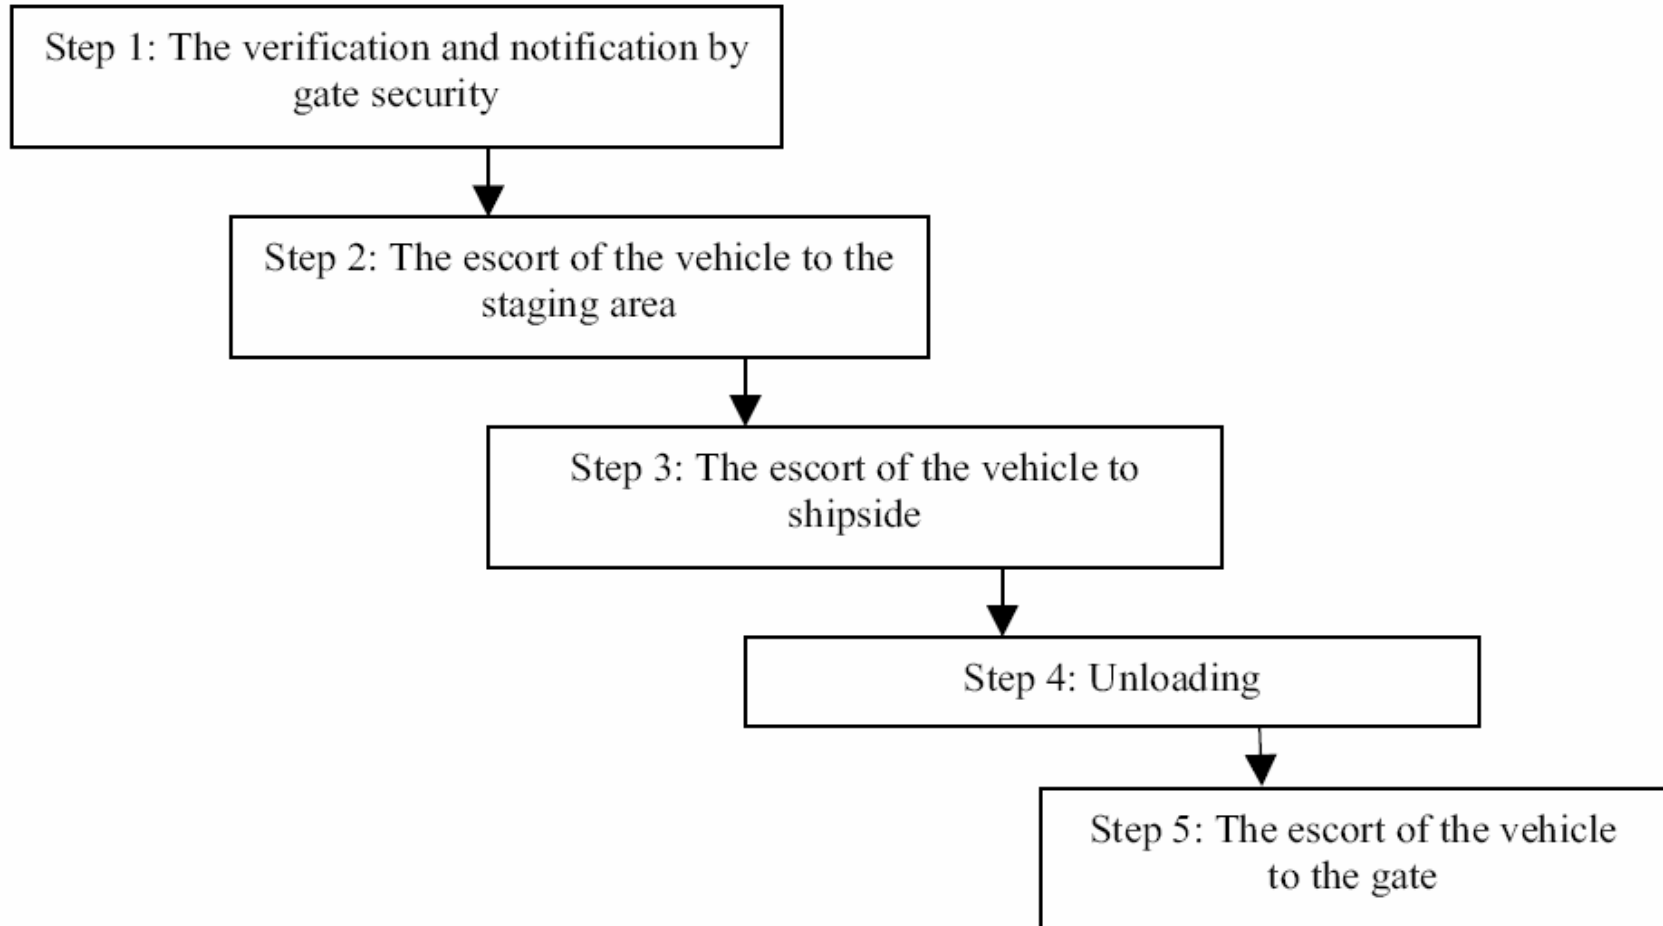 Step 1: The verification and notification by
gate security
Step 2: The escort of the vehicle to the
staging area
Step 3: The escort of the vehicle to
shipside
Step 4: Unloading
Step 5: The escort of the vehicle
to the gate